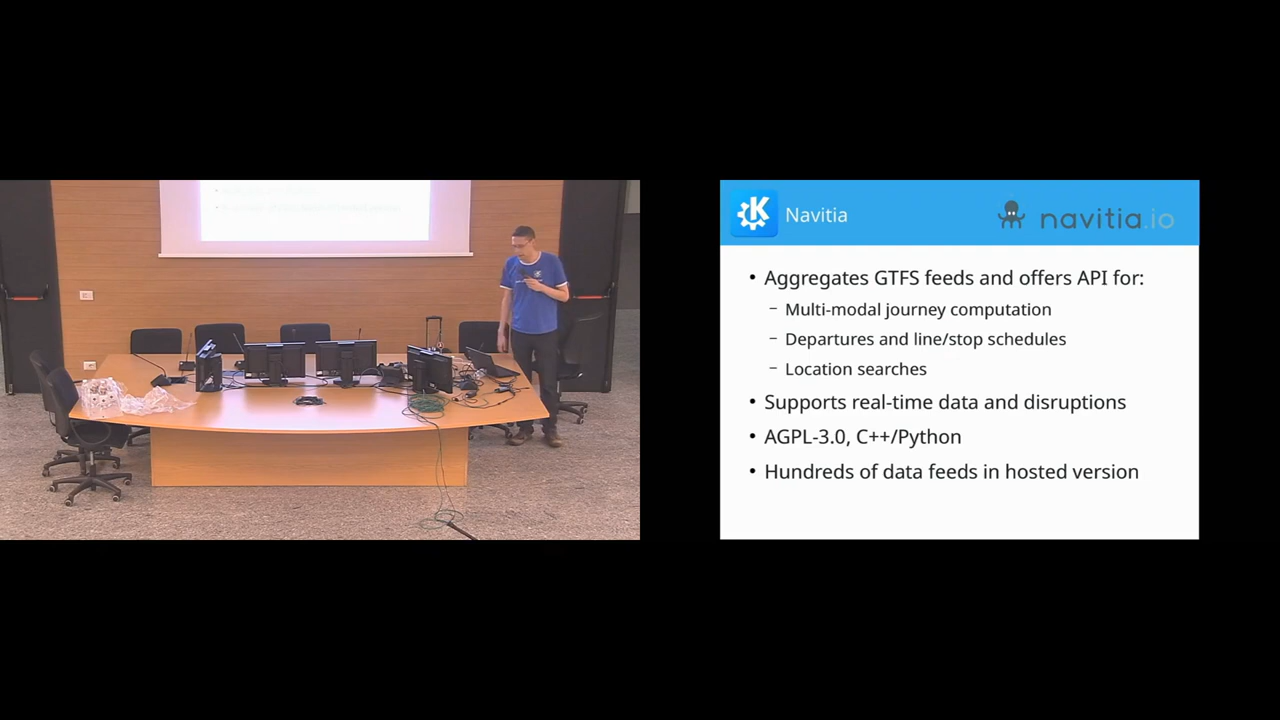 Navitia
navitia.io
• Aggregates GTFS feeds and offers API for:
– Multi-modal journey computation
– Departures and line/stop schedules
– Location searches
• Supports real-time data and disruptions
• AGPL-3.0, C++/Python
• Hundreds of data feeds in hosted version